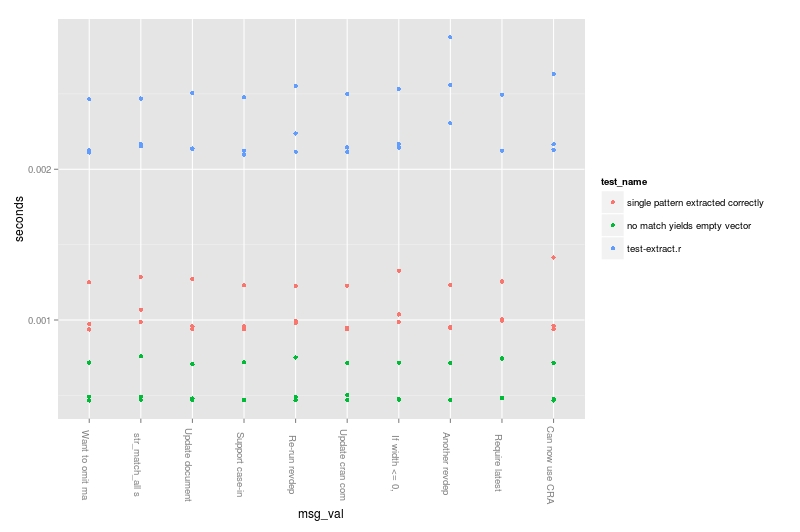 seconds
0.002
0.001
Want to omit ma
str_match_all s
Update document
Support case-in
Re-run revdep
Update cran com
If width <= 0,
Another revdep
Require latest
Can now use CRA
msg_val
test_name
single pattern extracted correctly
no match yields empty vector
test-extract.r